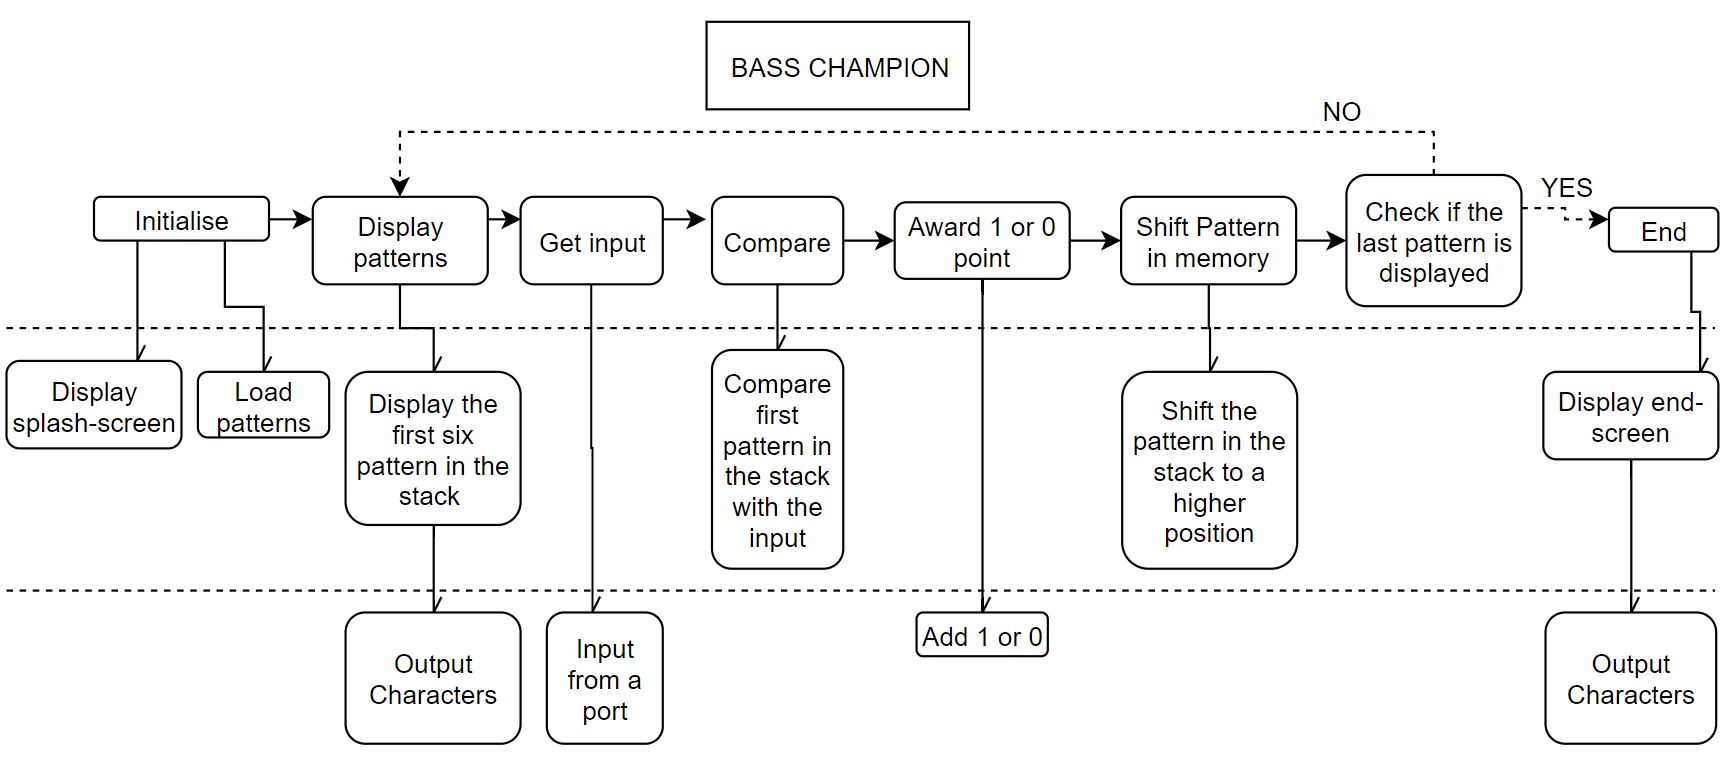 BASS CHAMPION
NO
YES
Initialise
Display
patterns
Get input
Compare
Award 1 or 0
point
Shift Pattern
in memory
Check if the
last pattern is
displayed
End
Display
splash-screen
Load
patterns
Display the
first six
pattern in the
stack
Compare
first
pattern in
the stack
with the
input
Shift the
pattern in the
stack to a
higher
position
Display end-
screen
Output
Characters
Input
from a
port
Add 1 or 0
Output
Characters